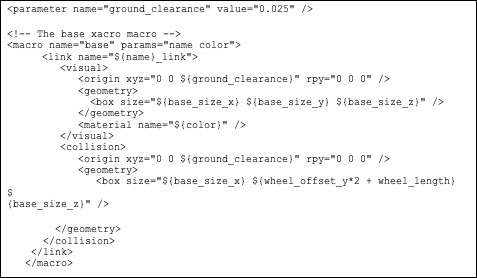 <parameter name="ground_clearance" value="0.025" />
<!-- The base xacro macro -->
<macro name="base" params="name color">
<link name="${name}_link">
<visual>
<origin xyz="0 0 ${ground_clearance}" rpy="0 0 0" />
<geometry>
<box size="${base_size_x} ${base_size_y} ${base_size_z}" />
</geometry>
<material name="${color}" />
</visual>
<collision>
<origin xyz="0 0 ${ground_clearance}" rpy="0 0 0" />
<geometry>
<box size="${base_size_x} ${wheel_offset_y*2 + wheel_length}
$
{base_size_z}" />
</geometry>
</collision>
</link>
</macro>